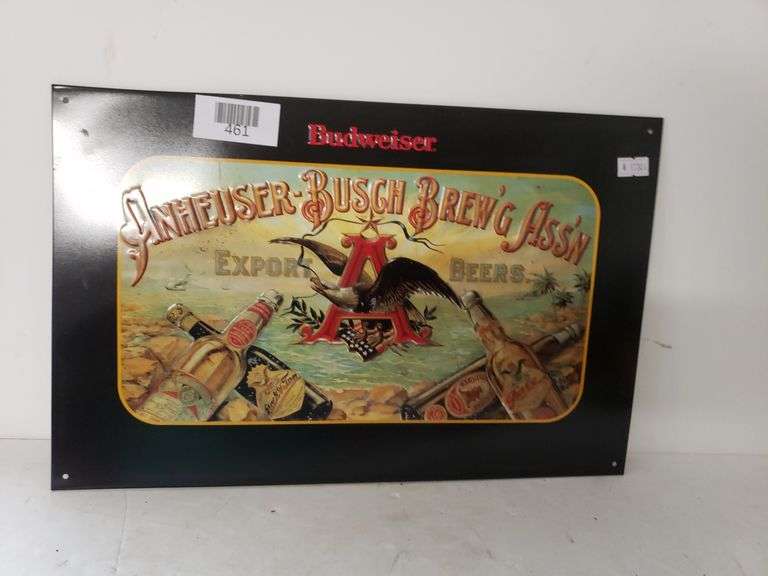 461
Budweiser
ANHEUSER-BUSCH BREW'G ASS'N
EXPORT BEERS.
A